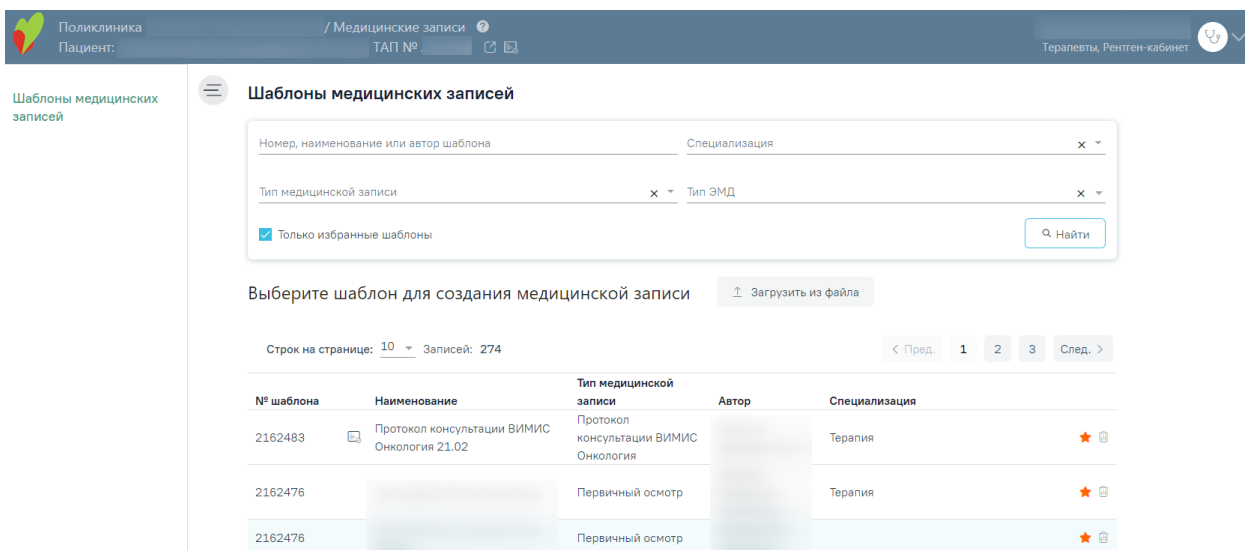 Поликлиника / Медицинские записи ?
Пациент: ТАП №
Терапевты, Рентген-кабинет
Шаблоны медицинских
записей
Шаблоны медицинских записей
Номер, наименование или автор шаблона Специализация
Тип медицинской записи Тип ЭМД
Только избранные шаблоны Найти
Выберите шаблон для создания медицинской записи Загрузить из файла
Строк на странице: 10 Записей: 274 Пред. 1 2 3 След.
№ шаблона Наименование Тип медицинской записи Автор Специализация
2162483 Протокол консультации ВИМИС Онкология 21.02 Протокол консультации ВИМИС Онкология Терапия
2162476 Первичный осмотр Терапия
2162476 Первичный осмотр